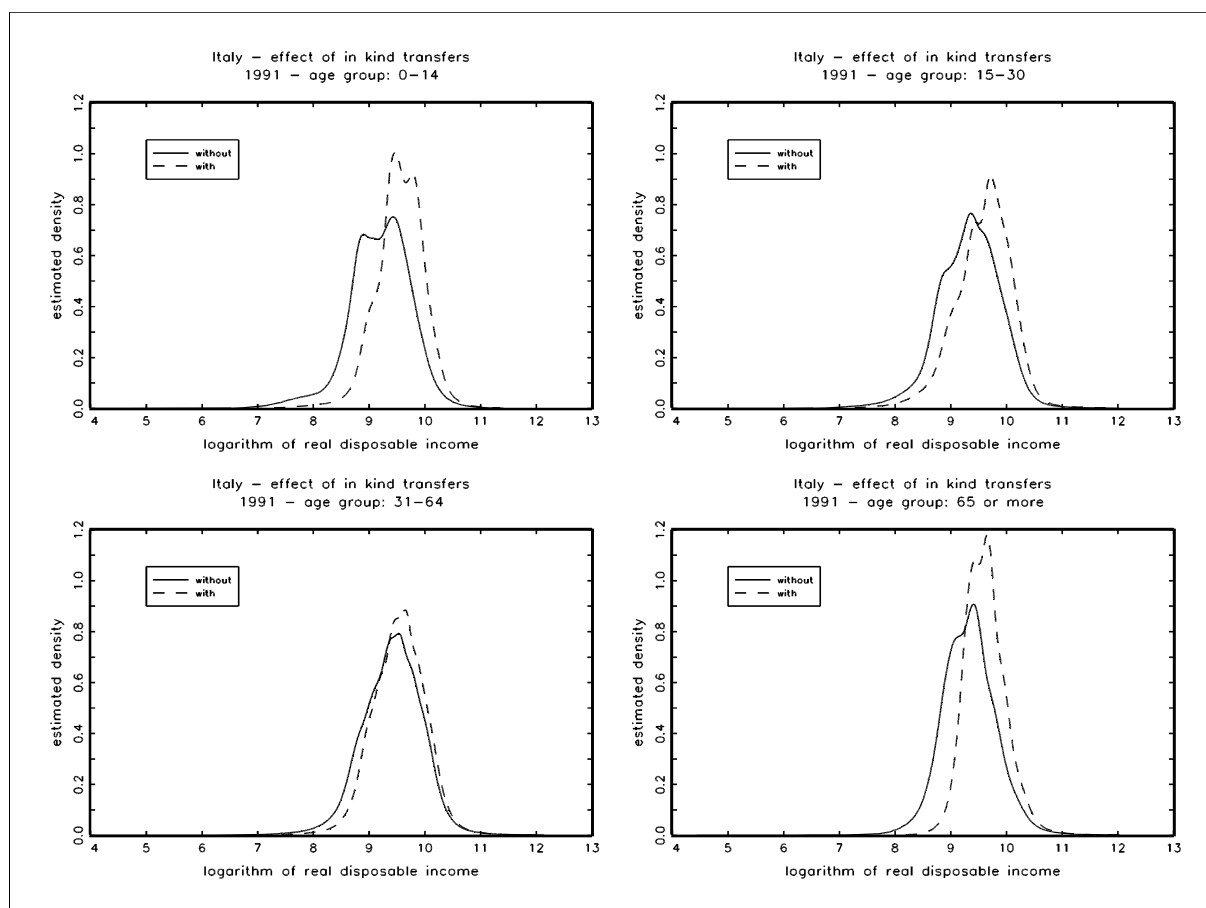 Italy – effect of in kind transfers
1991 – age group: 0–14
estimated density
0.0 0.2 0.4 0.6 0.8 1.0 1.2
without
with
4 5 6 7 8 9 10 11 12 13
logarithm of real disposable income
Italy – effect of in kind transfers
1991 – age group: 15–30
estimated density
0.0 0.2 0.4 0.6 0.8 1.0 1.2
without
with
4 5 6 7 8 9 10 11 12 13
logarithm of real disposable income
Italy – effect of in kind transfers
1991 – age group: 31–64
estimated density
0.0 0.2 0.4 0.6 0.8 1.0 1.2
without
with
4 5 6 7 8 9 10 11 12 13
logarithm of real disposable income
Italy – effect of in kind transfers
1991 – age group: 65 or more
estimated density
0.0 0.2 0.4 0.6 0.8 1.0 1.2
without
with
4 5 6 7 8 9 10 11 12 13
logarithm of real disposable income